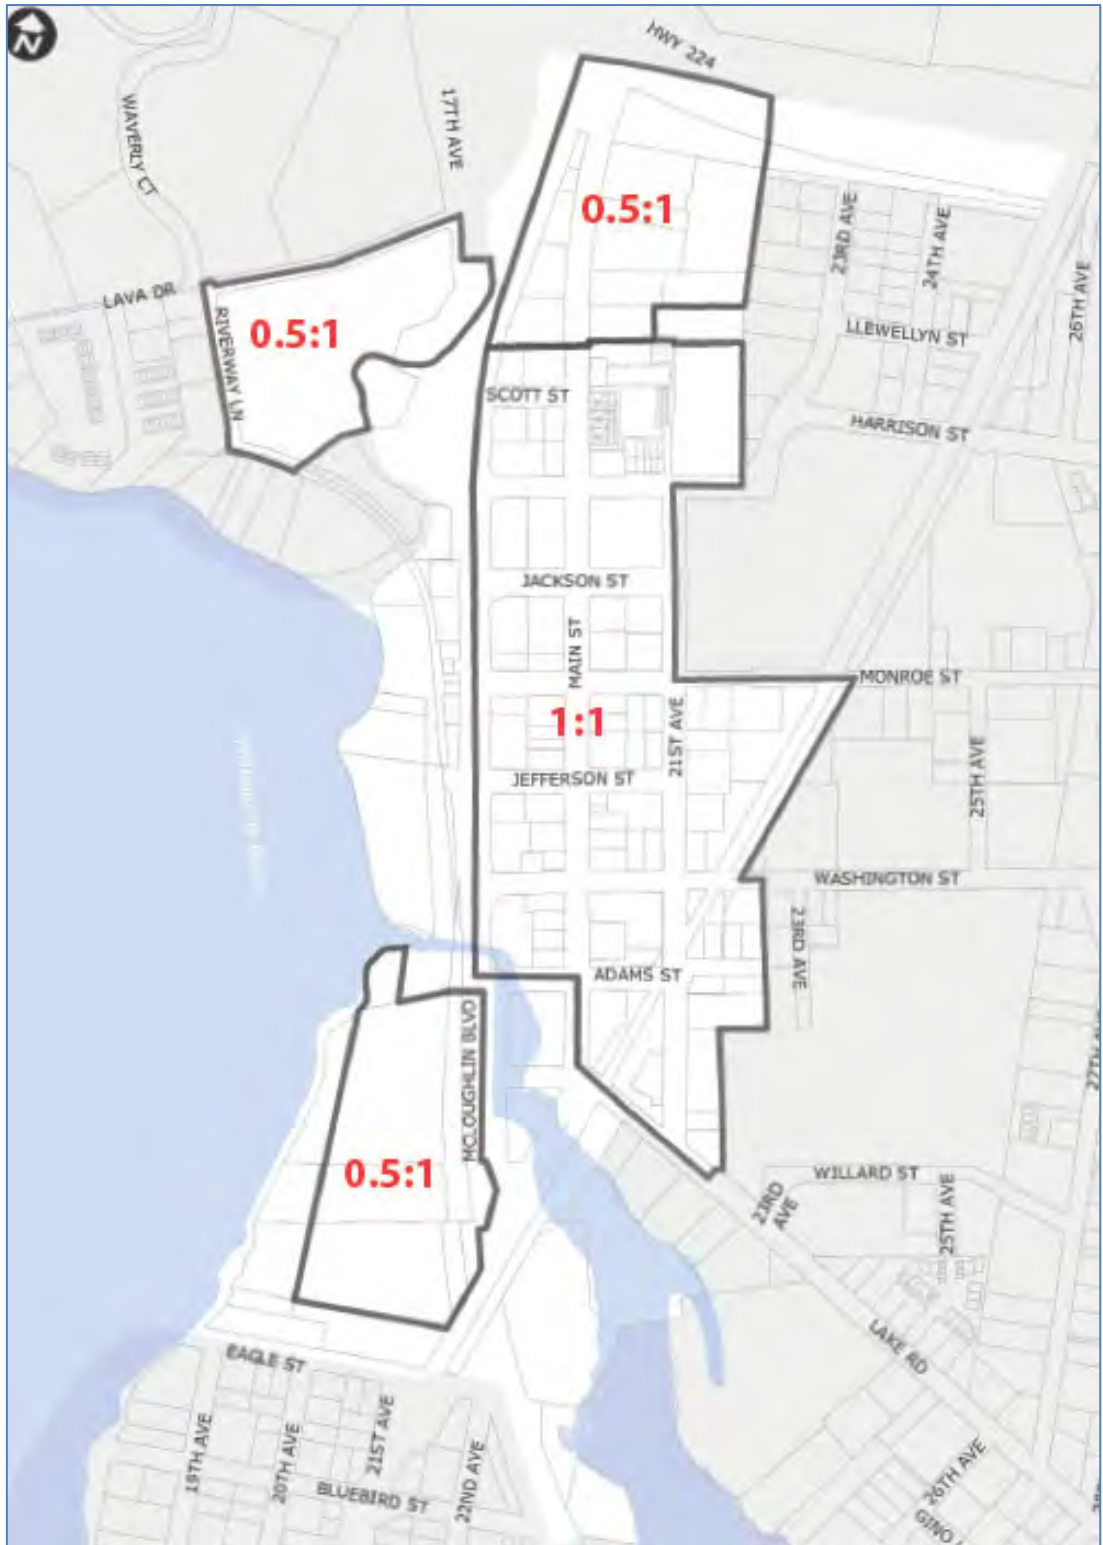 N
HWY 224
WAVERLY CT
17TH AVE
0.5:1
23RD AVE
24TH AVE
26TH AVE
LAVA DR
RIVERWAY LN
0.5:1
LLEWELLYN ST
SCOTT ST
HARRISON ST
JACKSON ST
MAIN ST
MONROE ST
1:1
21ST AVE
JEFFERSON ST
25TH AVE
WASHINGTON ST
23RD AVE
ADAMS ST
MCLOUGHLIN BLVD
27TH AVE
0.5:1
WILLARD ST
23RD
AVE
25TH AVE
LAKE RD
EAGLE ST
19TH AVE
20TH AVE
21ST AVE
22ND AVE
BLUEBIRD ST
26TH AVE
GINO